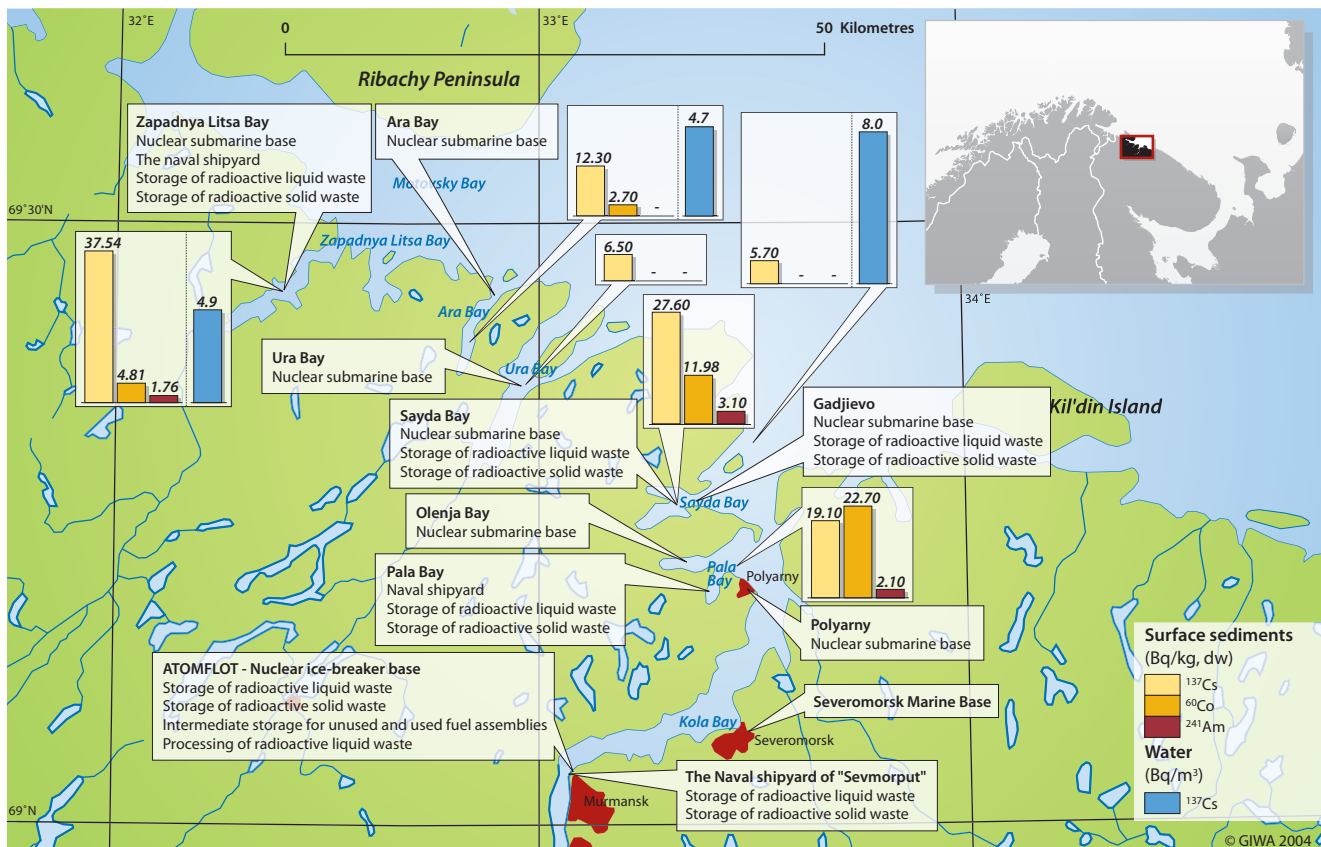 32˚E
33˚E
0
50 Kilometres
Ribachy Peninsula
Zapadnya Litsa Bay
Nuclear submarine base
The naval shipyard
Storage of radioactive liquid waste
Storage of radioactive solid waste
Ara Bay
Nuclear submarine base
Motovsky Bay
12.30
2.70
-
4.7
8.0
5.70
-
-
69˚30'N
Zapadnya Litsa Bay
37.54
4.81
1.76
4.9
6.50
-
-
34˚E
Ara Bay
27.60
11.98
3.10
Ura Bay
Nuclear submarine base
Ura Bay
Sayda Bay
Nuclear submarine base
Storage of radioactive liquid waste
Storage of radioactive solid waste
Gadjievo
Nuclear submarine base
Storage of radioactive liquid waste
Storage of radioactive solid waste
Kil'din Island
Sayda Bay
Olenja Bay
Nuclear submarine base
19.10
22.70
2.10
Pala Bay
Naval shipyard
Storage of radioactive liquid waste
Storage of radioactive solid waste
Pala
Bay
Polyarny
Polyarny
Nuclear submarine base
ATOMFLOT - Nuclear ice-breaker base
Storage of radioactive liquid waste
Storage of radioactive solid waste
Intermediate storage for unused and used fuel assemblies
Processing of radioactive liquid waste
Severomorsk Marine Base
Kola Bay
Severomorsk
The Naval shipyard of "Sevmorput"
Storage of radioactive liquid waste
Storage of radioactive solid waste
Murmansk
69˚N
Surface sediments
(Bq/kg, dw)
¹³⁷Cs
⁶⁰Co
²⁴¹Am
Water
(Bq/m³)
¹³⁷Cs
© GIWA 2004